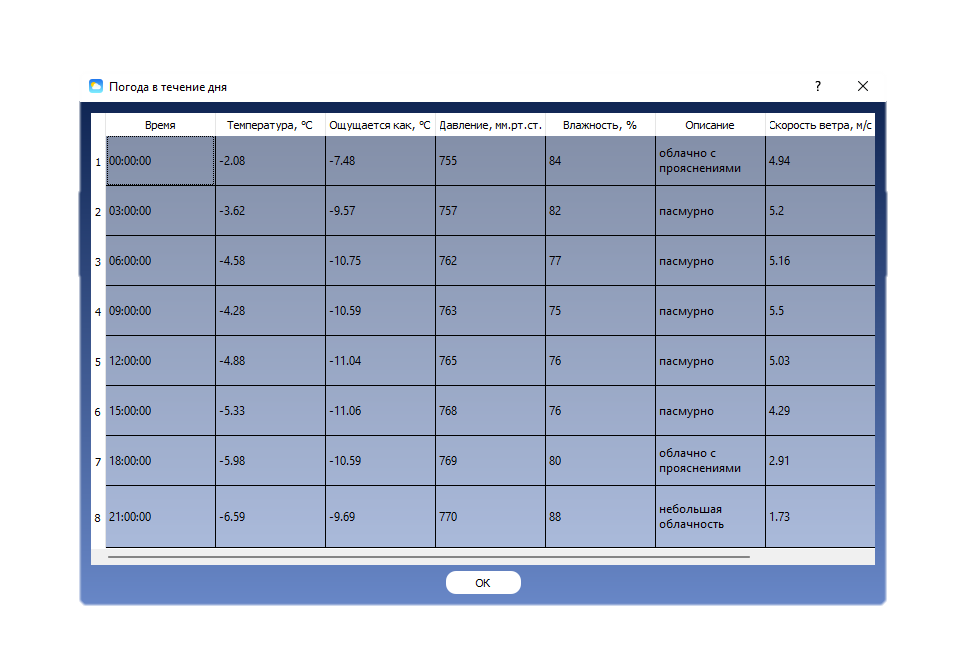 Погода в течение дня ?
Время Температура, °C Ощущается как, °C Давление, мм.рт.ст. Влажность, % Описание Скорость ветра, м/с
1 00:00:00 -2.08 -7.48 755 84 облачно с прояснениями 4.94
2 03:00:00 -3.62 -9.57 757 82 пасмурно 5.2
3 06:00:00 -4.58 -10.75 762 77 пасмурно 5.16
4 09:00:00 -4.28 -10.59 763 75 пасмурно 5.5
5 12:00:00 -4.88 -11.04 765 76 пасмурно 5.03
6 15:00:00 -5.33 -11.06 768 76 пасмурно 4.29
7 18:00:00 -5.98 -10.59 769 80 облачно с прояснениями 2.91
8 21:00:00 -6.59 -9.69 770 88 небольшая облачность 1.73
OK